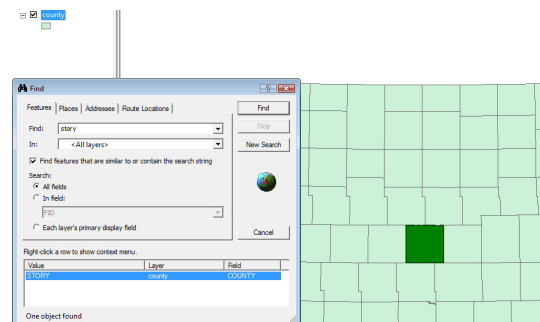 county
Find
Features Places Addresses Route Locations
Find
Find: story
Stop
In: <All layers>
New Search
Find features that are similar to or contain the search string
Search:
All fields
In field:
FID
Each layer's primary display field
Cancel
Right-click a row to show context menu.
Value Layer Field
STORY county COUNTY
One object found